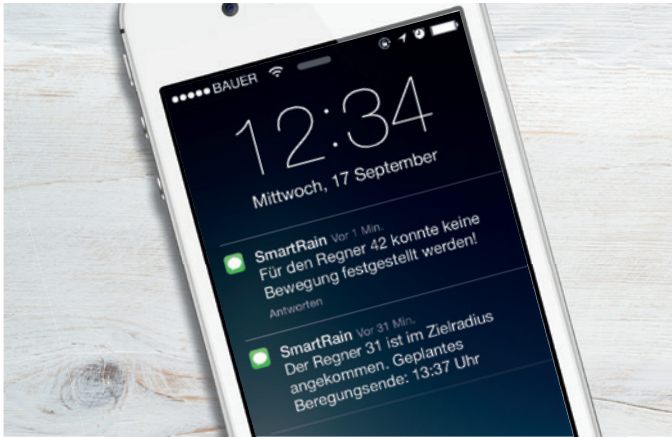 BAUER
12:34
Mittwoch, 17 September
SmartRain Vor 1 Min.
Für den Regner 42 konnte keine
Bewegung festgestellt werden!
Antworten
SmartRain Vor 31 Min.
Der Regner 31 ist im Zielradius
angekommen. Geplantes
Beregungsende: 13:37 Uhr